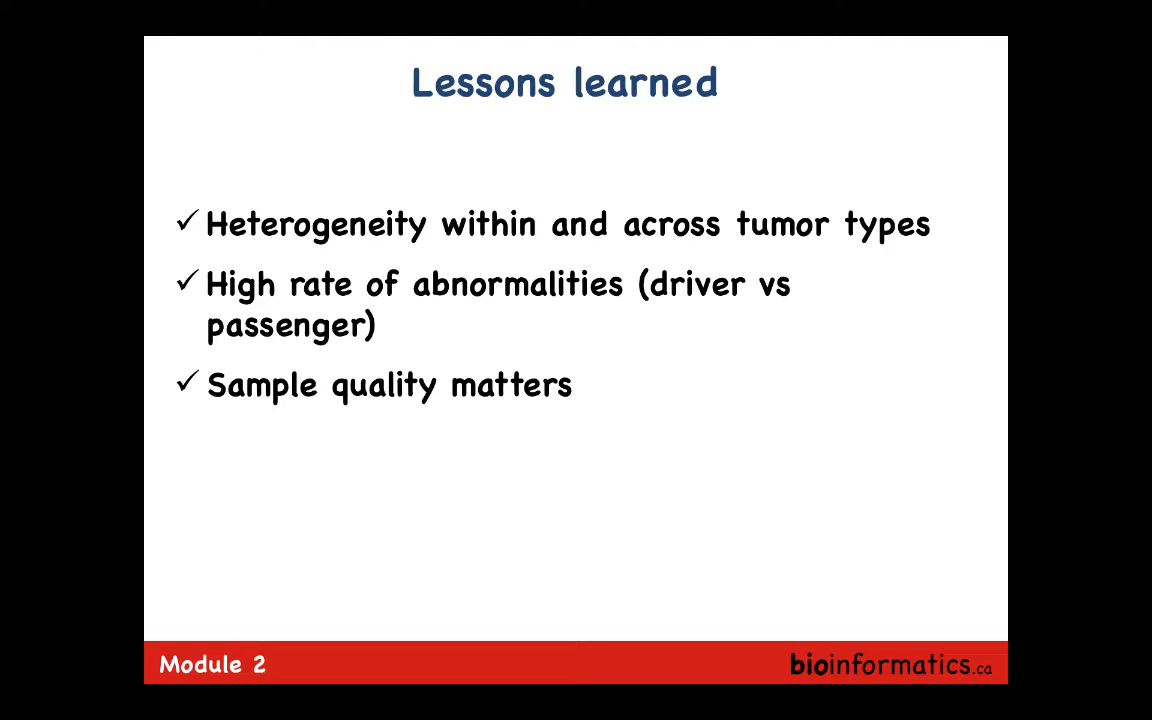 Lessons learned
✓ Heterogeneity within and across tumor types
✓ High rate of abnormalities (driver vs
passenger)
✓ Sample quality matters
Module 2
bioinformatics.ca